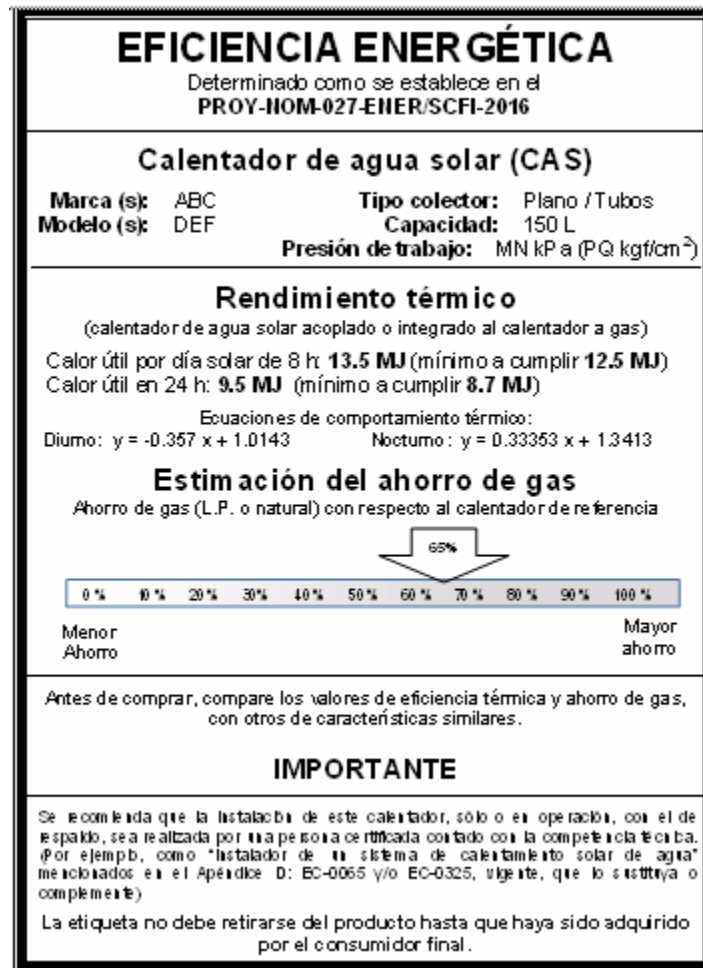 EFICIENCIA ENERGÉTICA
Determinado como se establece en el
PROY-NOM-027-ENER/SCFI-2016
Calentador de agua solar (CAS)
Marca (s): ABC Tipo colector: Plano / Tubos
Modelo (s): DEF Capacidad: 150 L
Presión de trabajo: MN kPa (PQ kgf/cm²)
Rendimiento térmico
(calentador de agua solar acoplado o integrado al calentador a gas)
Calor útil por día solar de 8 h: 13.5 MJ (mínimo a cumplir 12.5 MJ)
Calor útil en 24 h: 9.5 MJ (mínimo a cumplir 8.7 MJ)
Ecuaciones de comportamiento térmico:
Diurno: y = -0.357 x + 1.0143 Nocturno: y = 0.33353 x + 1.3413
Estimación del ahorro de gas
Ahorro de gas (L.P. o natural) con respecto al calentador de referencia
65%
0 % 10 % 20 % 30 % 40 % 50 % 60 % 70 % 80 % 90 % 100 %
Menor Mayor
Ahorro ahorro
Antes de comprar, compare los valores de eficiencia térmica y ahorro de gas,
con otros de características similares.
IMPORTANTE
Se recomienda que la instalación de este calentador, sólo o en operación, con el de
respaldo, sea realizada por una persona certificada contado con la competencia técnica.
(Por ejemplo, como "Instalador de un sistema de calentamiento solar de agua"
mencionados en el Apéndice D: EC-0065 y/o EC-0325, vigente, que lo sustituya o
complemente)
La etiqueta no debe retirarse del producto hasta que haya sido adquirido
por el consumidor final.